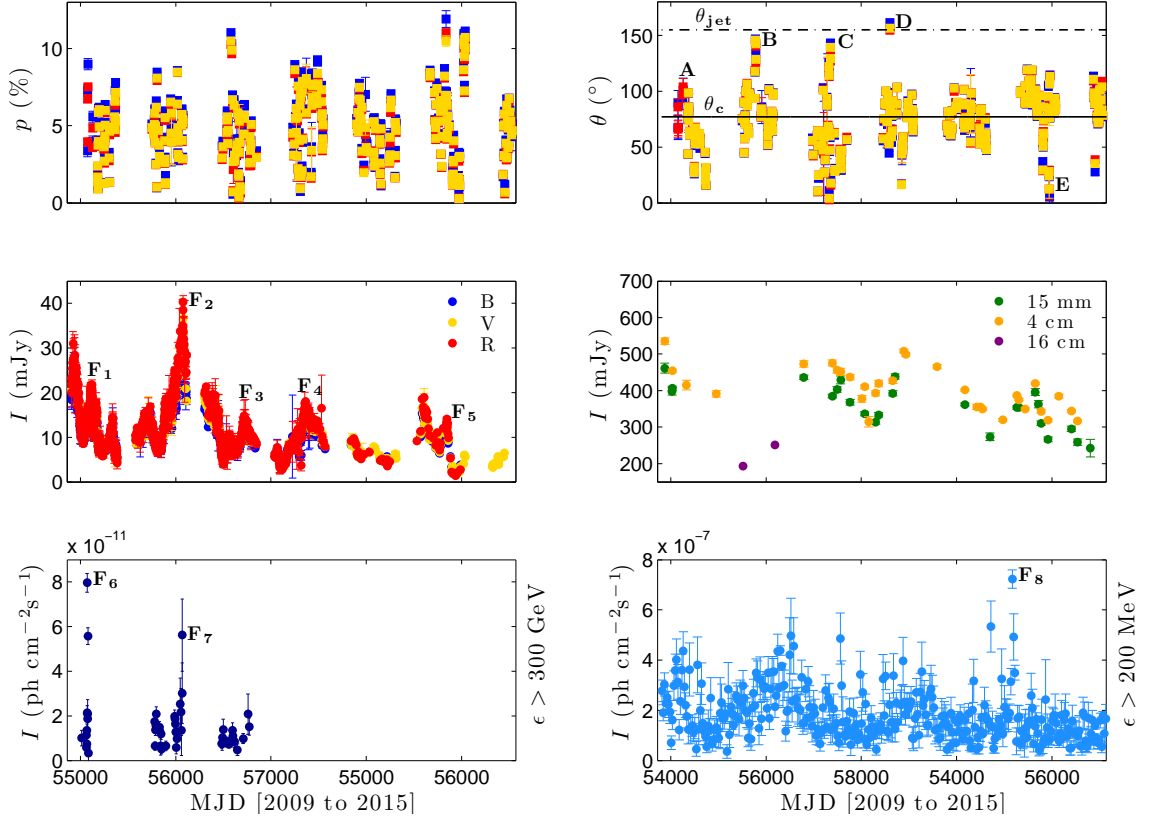 p (%)
10
5
0
θ (°)
150
100
50
0
θjet
D
B
C
A
θc
E
I (mJy)
40
30
20
10
0
F1
F2
F3
F4
F5
B
V
R
I (mJy)
700
600
500
400
300
200
15 mm
4 cm
16 cm
x 10−11
I (ph cm−2s−1)
8
6
4
2
0
F6
F7
ϵ > 300 GeV
55000 56000 57000 55000 56000
MJD [2009 to 2015]
x 10−7
I (ph cm−2s−1)
8
6
4
2
0
F8
ϵ > 200 MeV
54000 56000 58000 54000 56000
MJD [2009 to 2015]